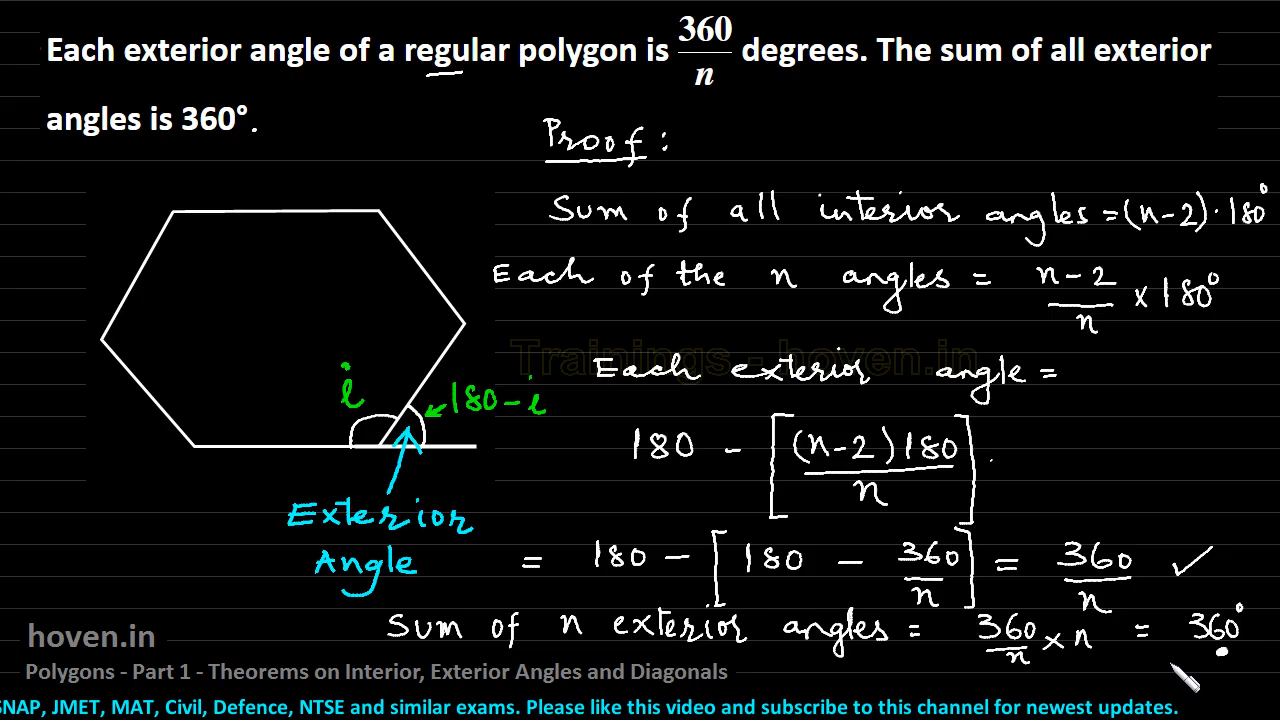 Each exterior angle of a regular polygon is 360/n degrees. The sum of all exterior
angles is 360°.
Proof :
Sum of all interior angles = (n-2)·180°
Each of the n angles = n-2/n × 180°
Trainings - hoven.in
Each exterior angle =
i
180-i
180 - [(n-2)180/n].
Exterior
Angle
= 180 - [180 - 360/n] = 360/n ✓
Sum of n exterior angles = 360/n × n = 360°
hoven.in
Polygons - Part 1 - Theorems on Interior, Exterior Angles and Diagonals
SNAP, JMET, MAT, Civil, Defence, NTSE and similar exams. Please like this video and subscribe to this channel for newest updates.